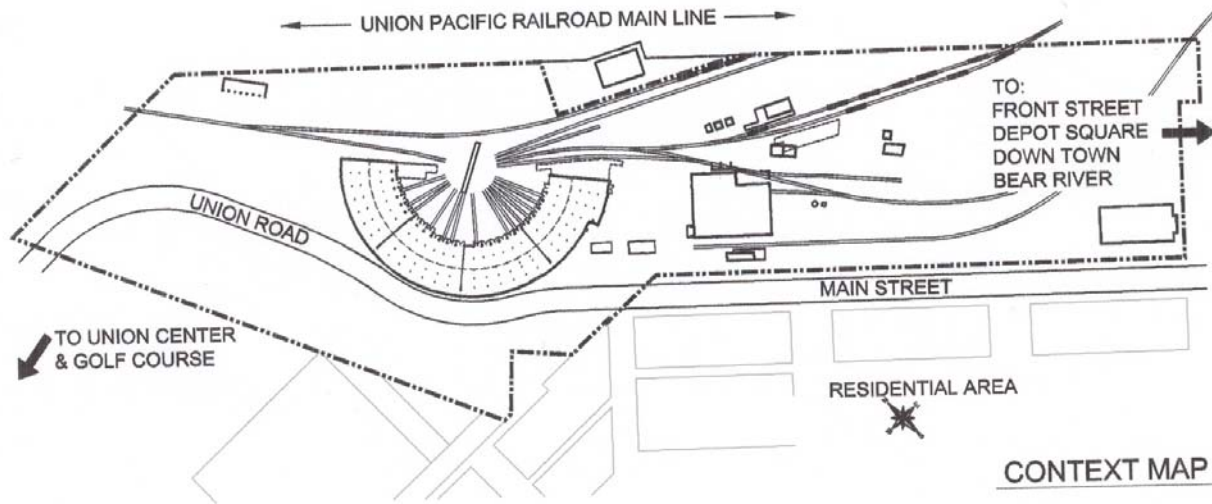 UNION PACIFIC RAILROAD MAIN LINE
TO:
FRONT STREET
DEPOT SQUARE
DOWN TOWN
BEAR RIVER
UNION ROAD
MAIN STREET
TO UNION CENTER
& GOLF COURSE
RESIDENTIAL AREA
CONTEXT MAP